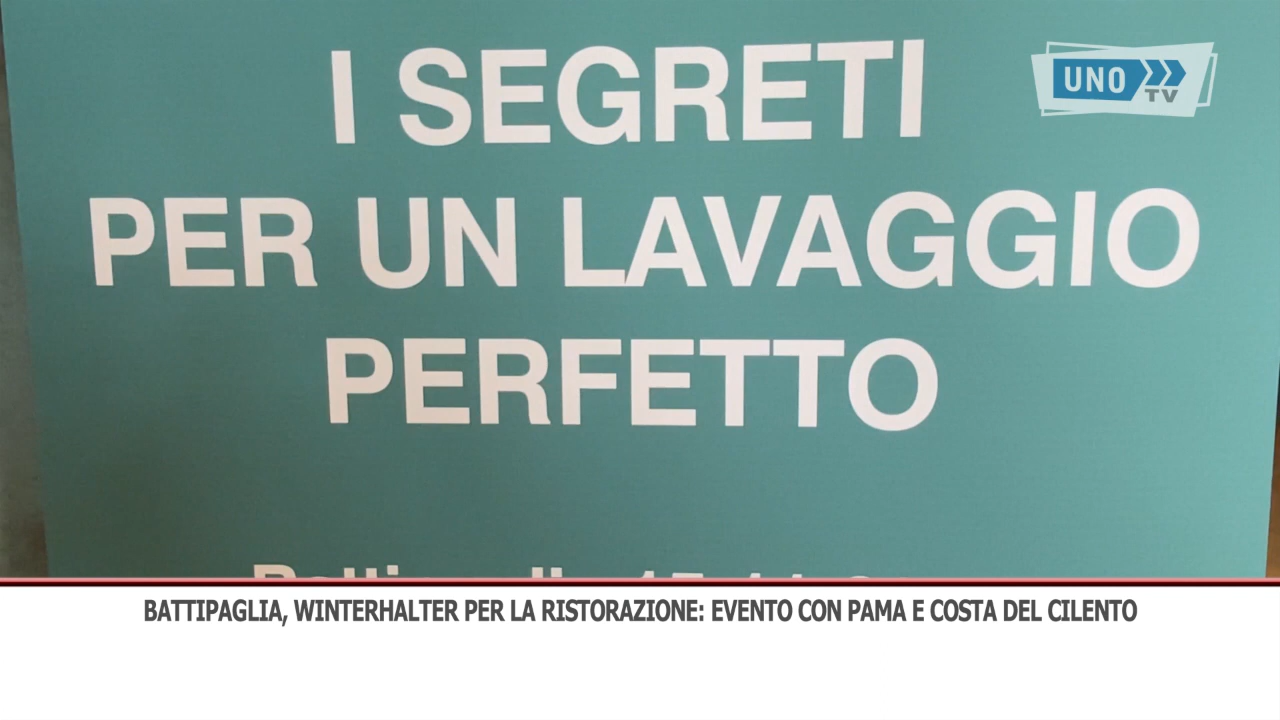 I SEGRETI
PER UN LAVAGGIO
PERFETTO
UNO
TV
BATTIPAGLIA, WINTERHALTER PER LA RISTORAZIONE: EVENTO CON PAMA E COSTA DEL CILENTO